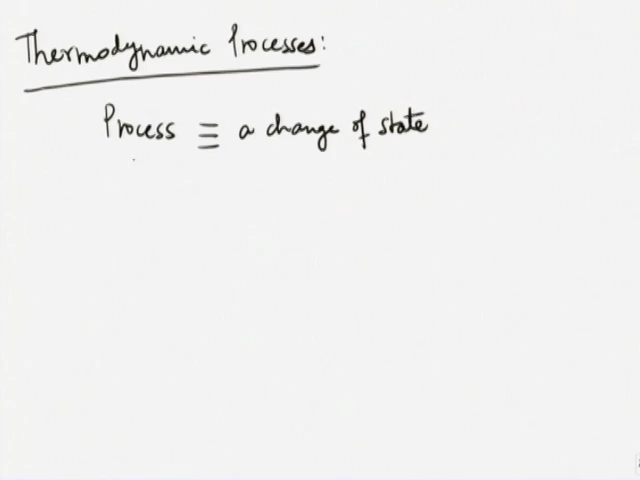 Thermodynamic Processes:
Process ≡ a change of state